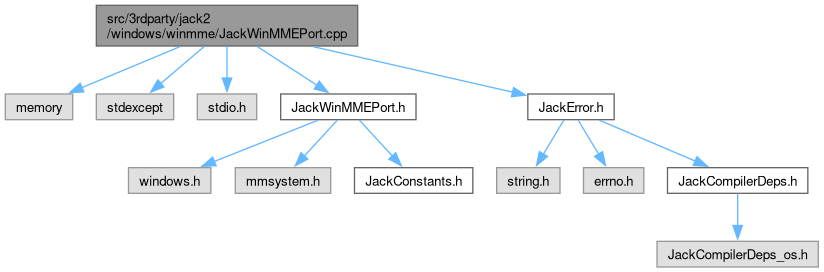 src/3rdparty/jack2
/windows/winmme/JackWinMMEPort.cpp
memory
stdexcept
stdio.h
JackWinMMEPort.h
JackError.h
windows.h
mmsystem.h
JackConstants.h
string.h
errno.h
JackCompilerDeps.h
JackCompilerDeps_os.h